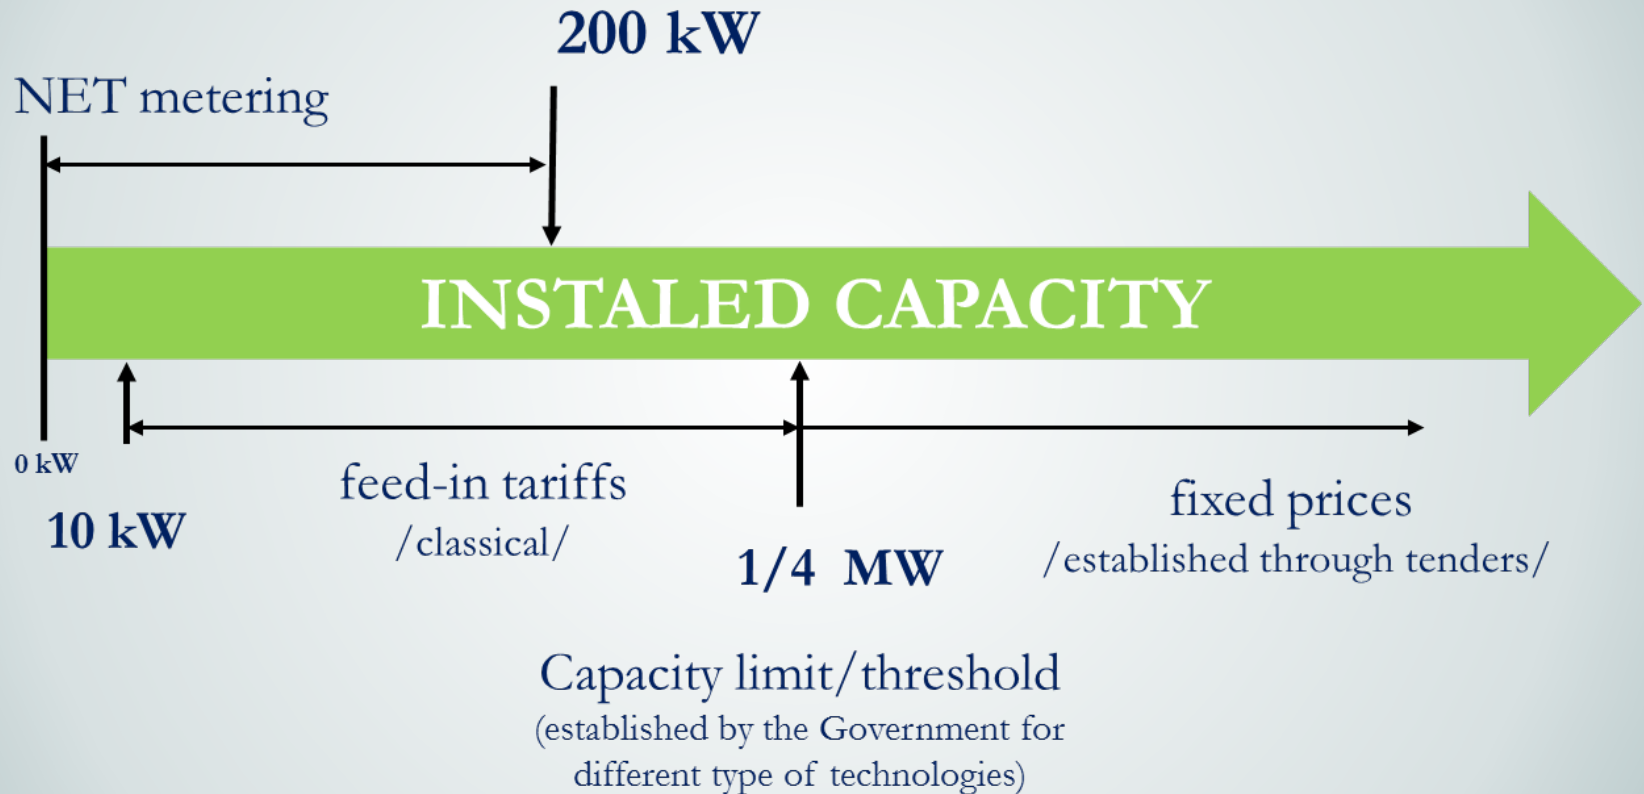 200 kW
NET metering
INSTALED CAPACITY
0 kW
10 kW
feed-in tariffs
/classical/
1/4 MW
fixed prices
/established through tenders/
Capacity limit/threshold
(established by the Government for
different type of technologies)